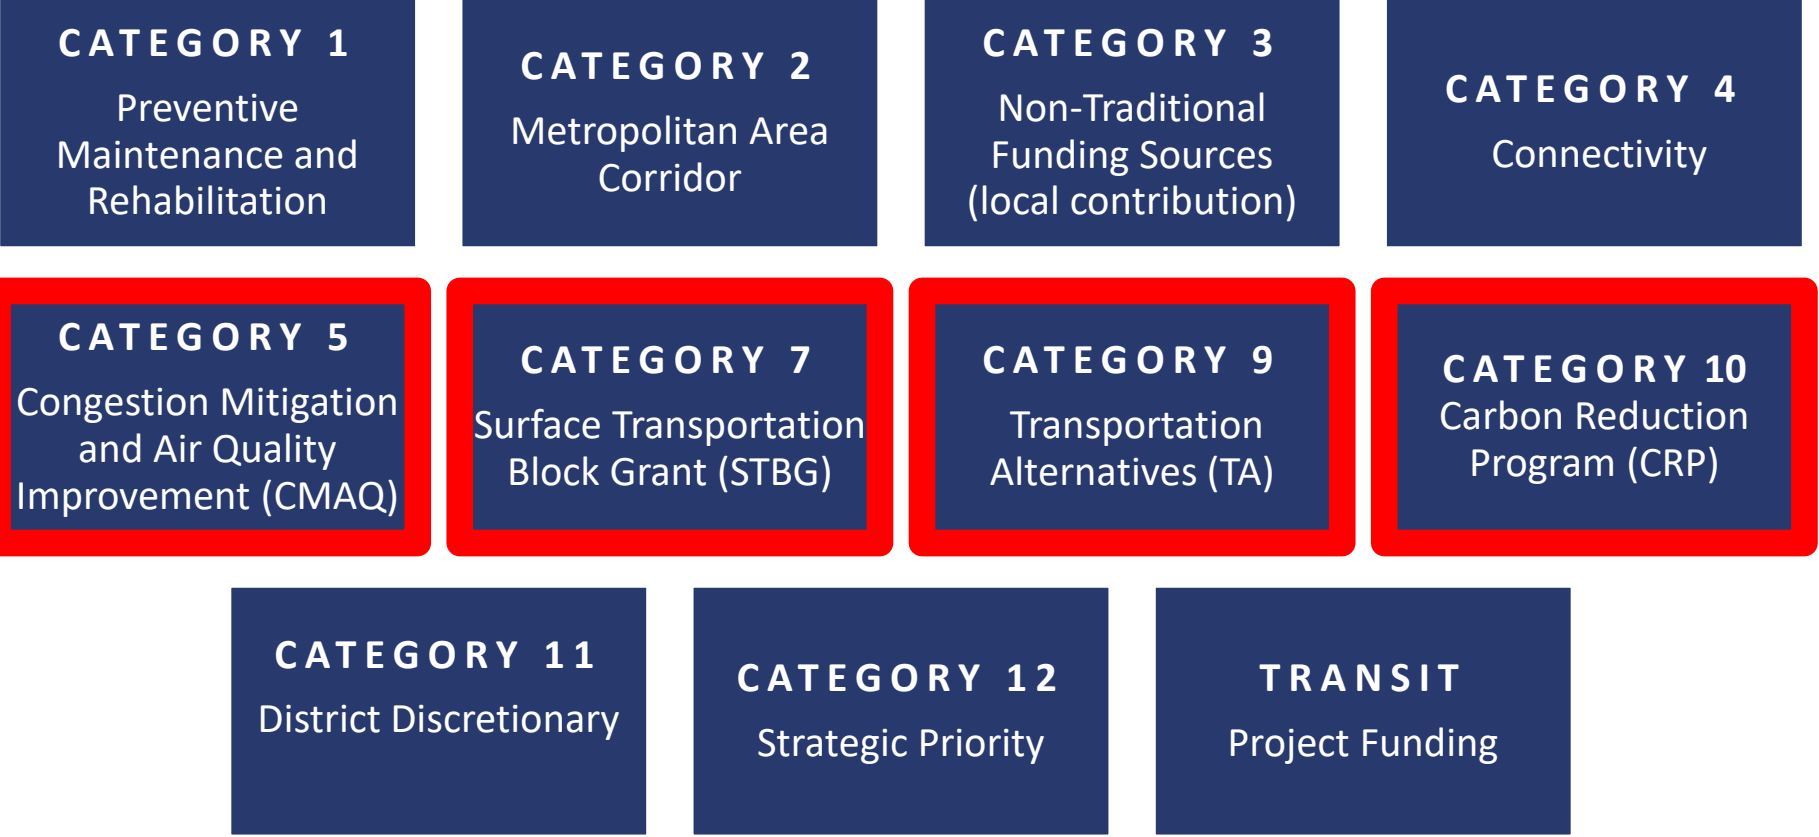 CATEGORY 1
Preventive
Maintenance and
Rehabilitation
CATEGORY 2
Metropolitan Area
Corridor
CATEGORY 3
Non-Traditional
Funding Sources
(local contribution)
CATEGORY 4
Connectivity
CATEGORY 5
Congestion Mitigation
and Air Quality
Improvement (CMAQ)
CATEGORY 7
Surface Transportation
Block Grant (STBG)
CATEGORY 9
Transportation
Alternatives (TA)
CATEGORY 10
Carbon Reduction
Program (CRP)
CATEGORY 11
District Discretionary
CATEGORY 12
Strategic Priority
TRANSIT
Project Funding